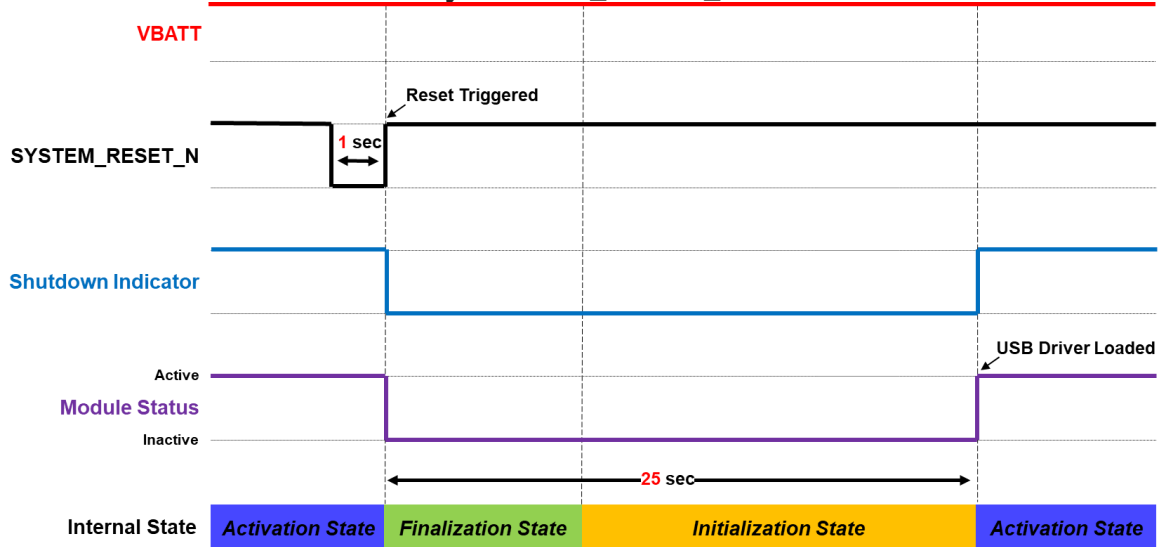 VBATT
Reset Triggered
1 sec
SYSTEM_RESET_N
Shutdown Indicator
USB Driver Loaded
Active
Module Status
Inactive
25 sec
Internal State Activation State Finalization State Initialization State Activation State